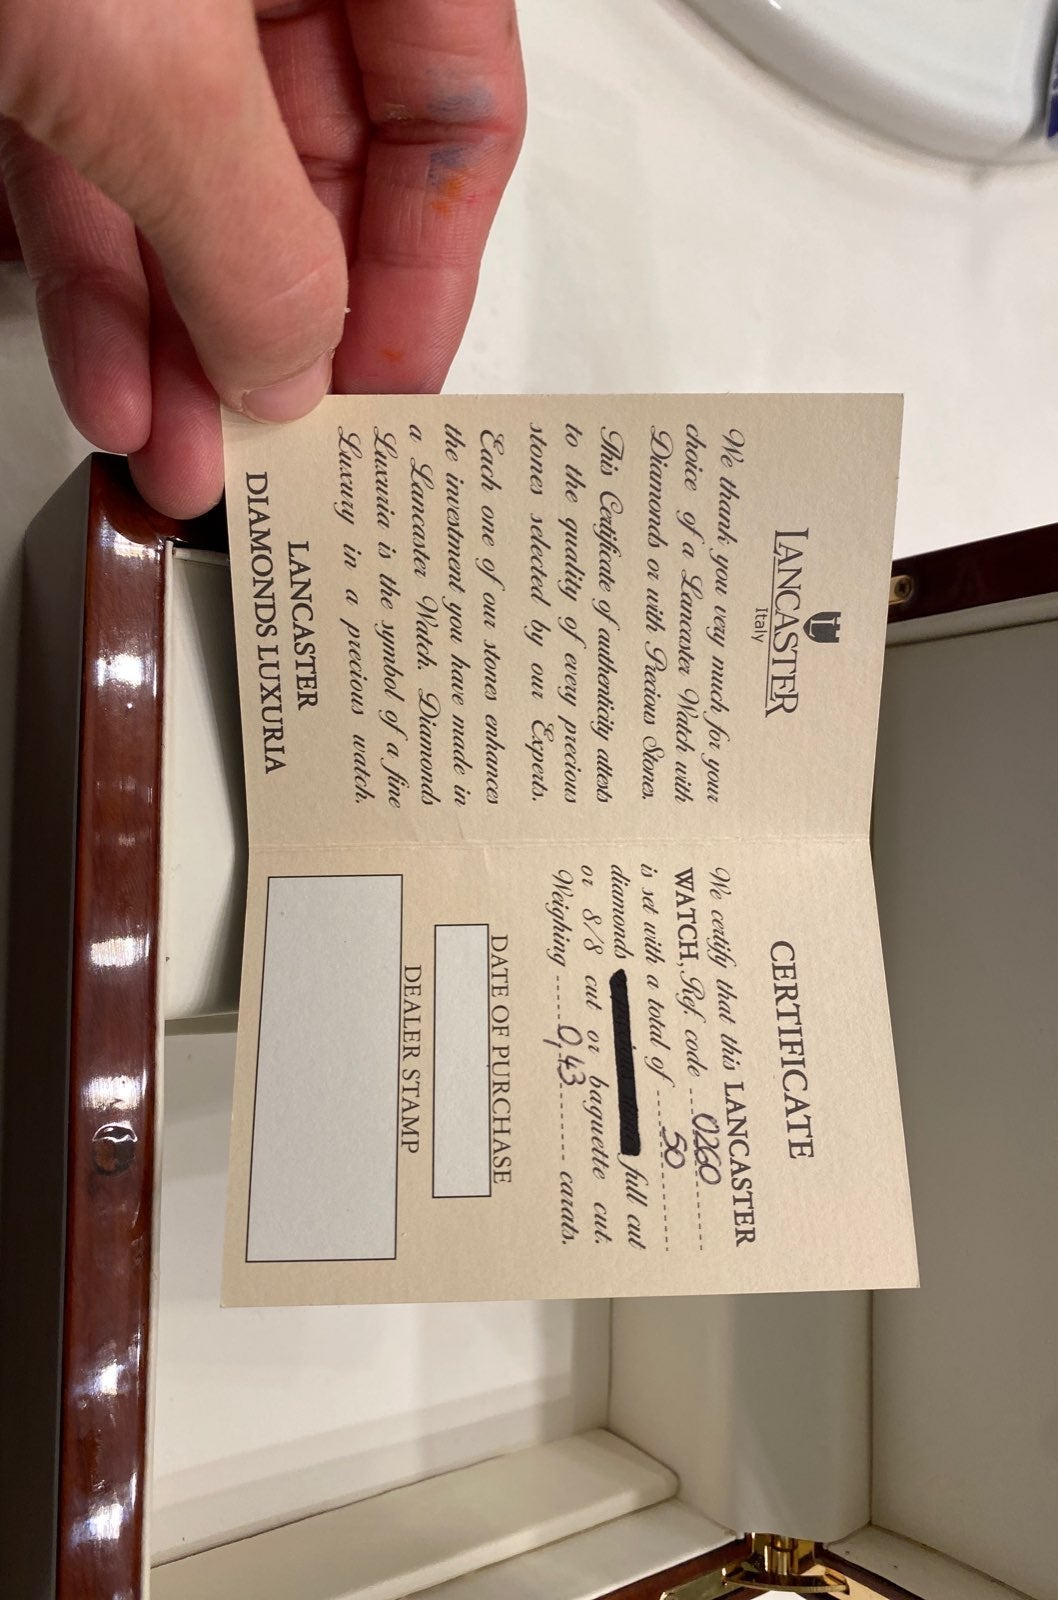 LANCASTER
Italy
We thank you very much for your
choice of a Lancaster Watch with
Diamonds or with Precious Stones.
This Certificate of authenticity attests
to the quality of every precious
stones selected by our Experts.
Each one of our stones enhances
the investment you have made in
a Lancaster Watch. Diamonds
Luxuria is the symbol of a fine
Luxury in a precious watch.
LANCASTER
DIAMONDS LUXURIA
CERTIFICATE
We certify that this LANCASTER
WATCH, Ref. code 0260
is set with a total of 50
diamonds full cut
or 8/8 cut or baguette cut.
Weighing 0,43 carats.
DATE OF PURCHASE
DEALER STAMP